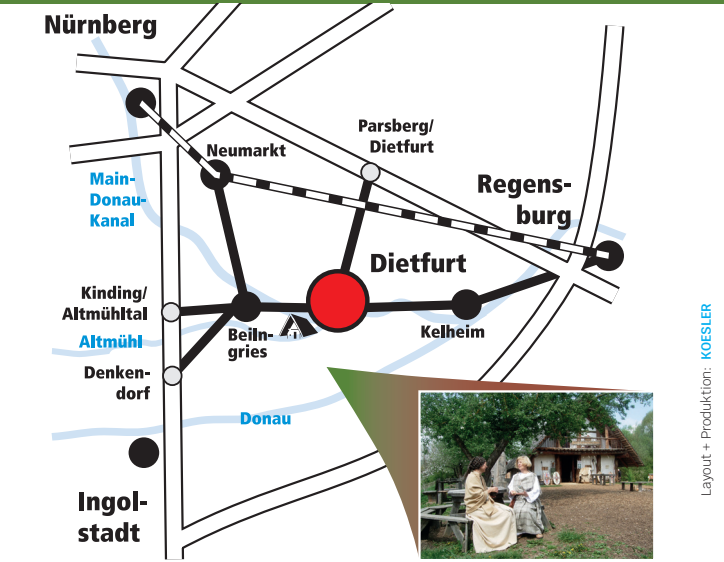 Nürnberg
Parsberg/
Dietfurt
Neumarkt
Main-
Donau-
Kanal
Regens-
burg
Dietfurt
Kinding/
Altmühltal
Beiln-
gries
Kelheim
Altmühl
Denken-
dorf
Donau
Ingol-
stadt
Layout + Produktion: KOESLER